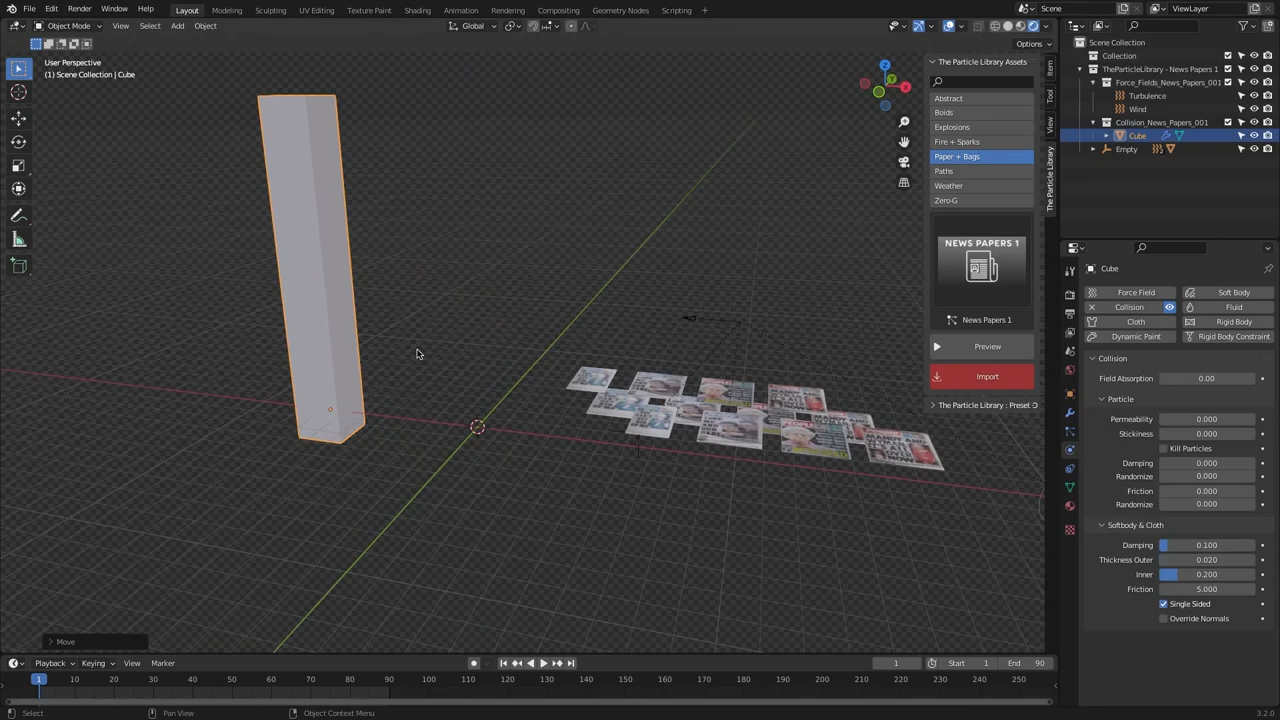 File Edit Render Window Help Layout Modeling Sculpting UV Editing Texture Paint Shading Animation Rendering Compositing Geometry Nodes Scripting + Scene ViewLayer
Object Mode View Select Add Object Global
Options
User Perspective
(1) Scene Collection | Cube
The Particle Library Assets
Abstract
Boids
Explosions
Fire + Sparks
Paper + Bags
Paths
Weather
Zero-G
NEWS PAPERS 1
News Papers 1
Preview
Import
The Particle Library : Preset O
Item
Tool
View
The Particle Library
X
Y
Z
Move
Scene Collection
Collection
TheParticleLibrary - News Papers 1
Force_Fields_News_Papers_001
Turbulence
Wind
Collision_News_Papers_001
Cube
Empty
Cube
Force Field Soft Body
Collision Fluid
Cloth Rigid Body
Dynamic Paint Rigid Body Constraint
Collision
Field Absorption 0.00
Particle
Permeability 0.000
Stickiness 0.000
Kill Particles
Damping 0.000
Randomize 0.000
Friction 0.000
Randomize 0.000
Softbody & Cloth
Damping 0.100
Thickness Outer 0.020
Inner 0.200
Friction 5.000
Single Sided
Override Normals
Playback Keying View Marker 1 Start 1 End 90
1 10 20 30 40 50 60 70 80 90 100 110 120 130 140 150 160 170 180 190 200 210 220 230 240 250
Select Pan View Object Context Menu 3.2.0